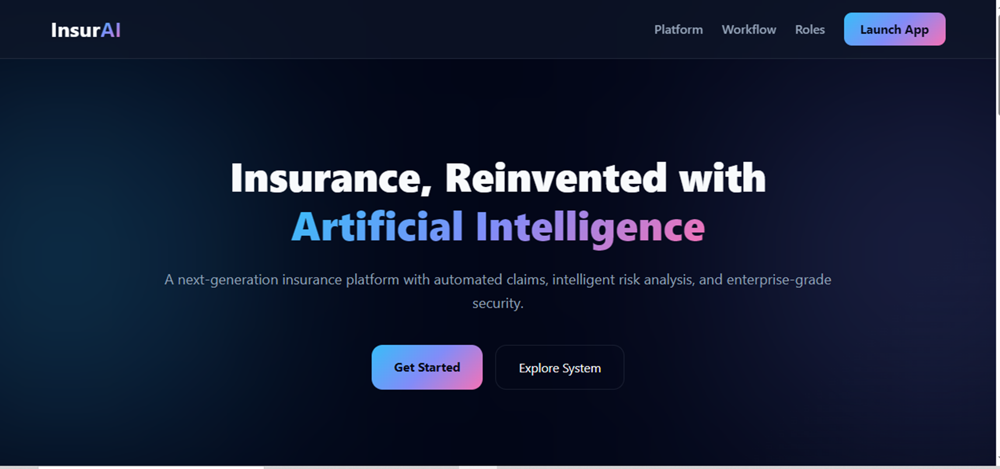 InsurAI
Platform
Workflow
Roles
Launch App
Insurance, Reinvented with
Artificial Intelligence
A next-generation insurance platform with automated claims, intelligent risk analysis, and enterprise-grade
security.
Get Started
Explore System